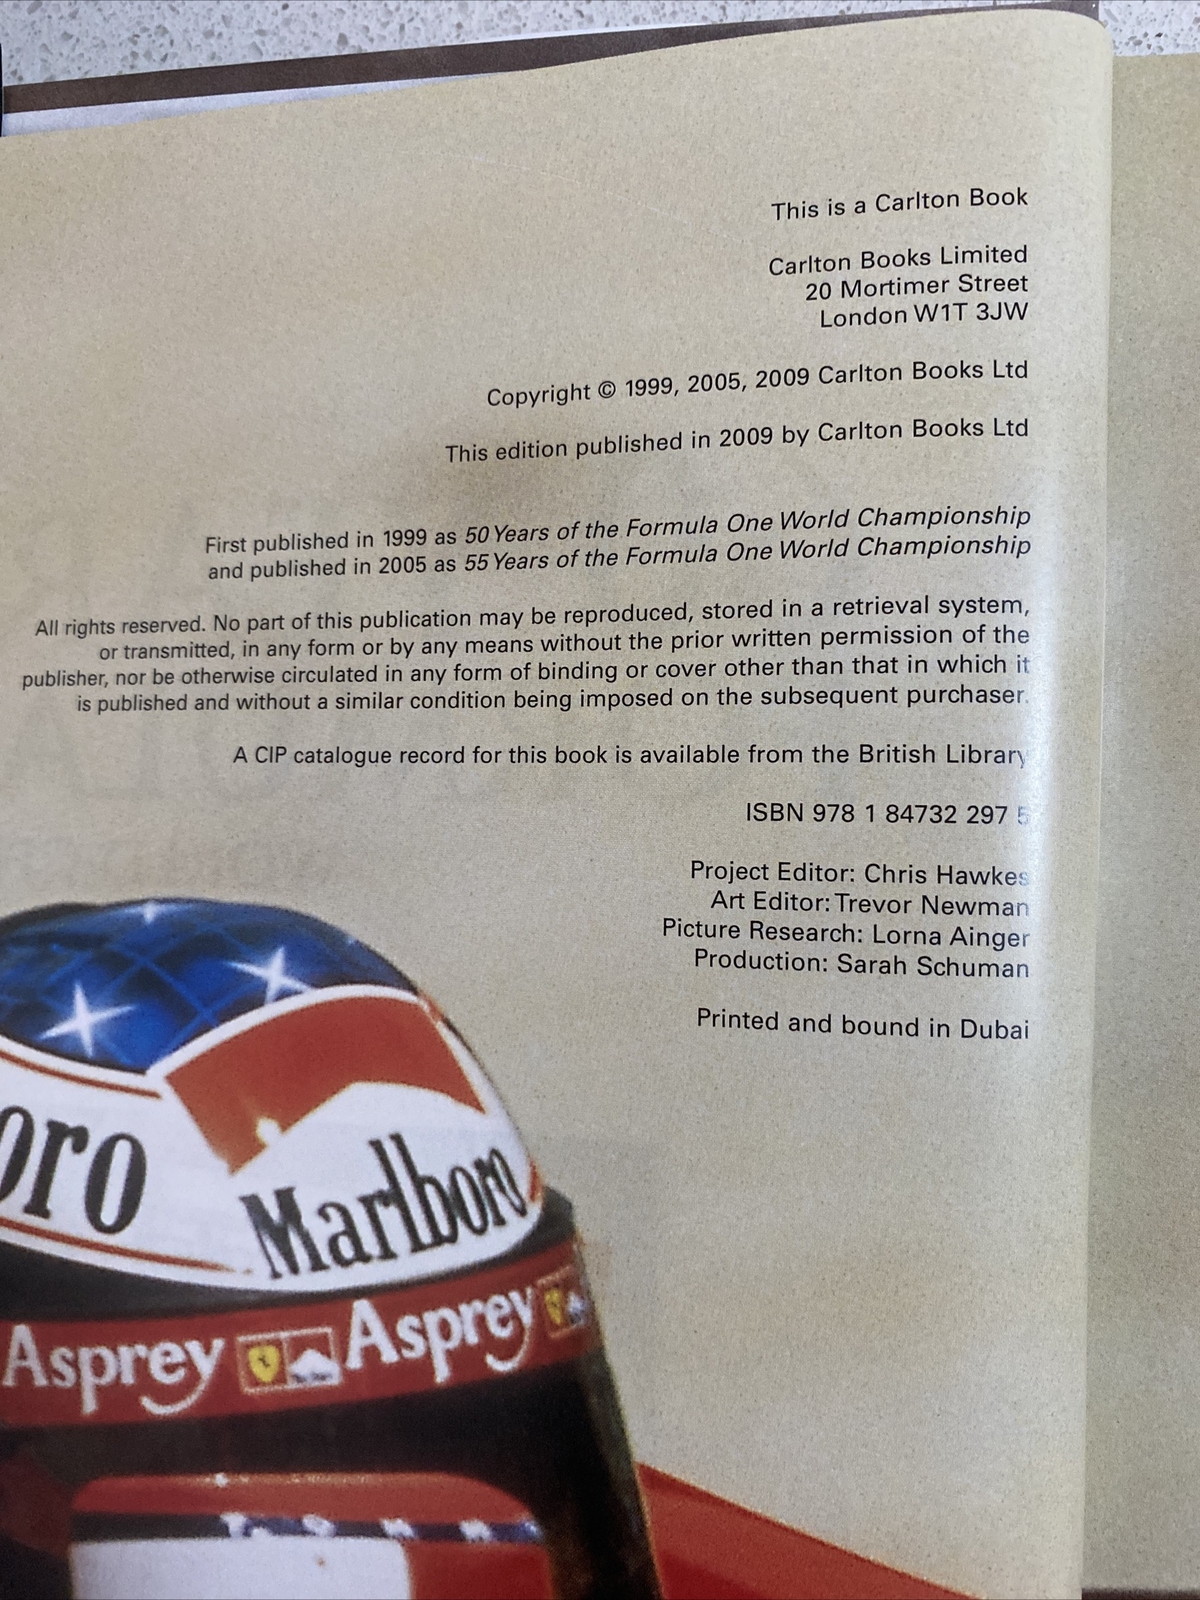 This is a Carlton Book
Carlton Books Limited
20 Mortimer Street
London W1T 3JW
Copyright © 1999, 2005, 2009 Carlton Books Ltd
This edition published in 2009 by Carlton Books Ltd
First published in 1999 as 50 Years of the Formula One World Championship
and published in 2005 as 55 Years of the Formula One World Championship
All rights reserved. No part of this publication may be reproduced, stored in a retrieval system,
or transmitted, in any form or by any means without the prior written permission of the
publisher, nor be otherwise circulated in any form of binding or cover other than that in which it
is published and without a similar condition being imposed on the subsequent purchaser.
A CIP catalogue record for this book is available from the British Library
ISBN 978 1 84732 297 5
Project Editor: Chris Hawkes
Art Editor: Trevor Newman
Picture Research: Lorna Ainger
Production: Sarah Schuman
Printed and bound in Dubai
oro
Marlboro
Asprey Asprey